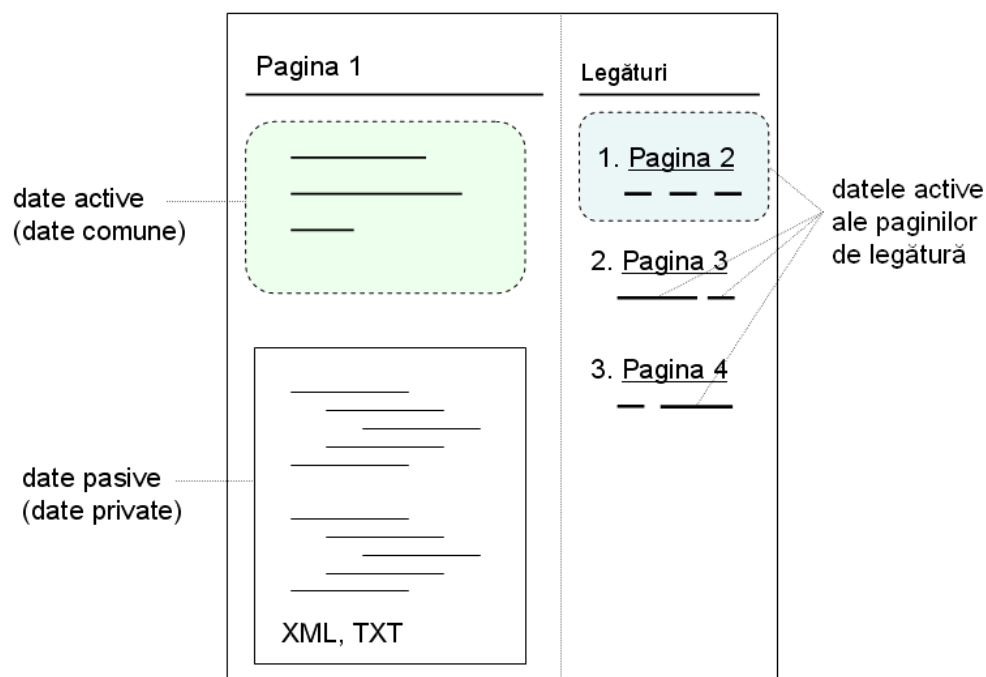 Pagina 1
Legături
date active
(date comune)
1. Pagina 2
2. Pagina 3
3. Pagina 4
datele active
ale paginilor
de legătură
date pasive
(date private)
XML, TXT